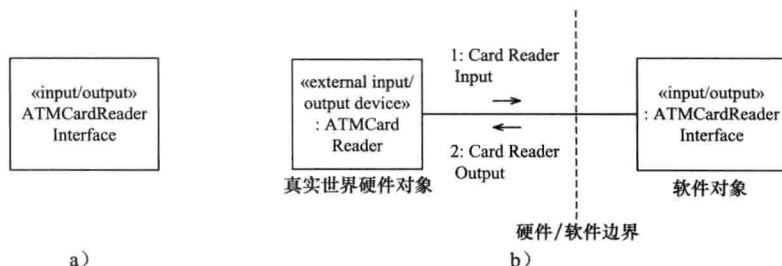 «input/output»
ATMCardReader
Interface
a）
«external input/
output device»
: ATMCard
Reader
真实世界硬件对象
1: Card Reader
Input
2: Card Reader
Output
硬件/软件边界
«input/output»
: ATMCardReader
Interface
软件对象
b）